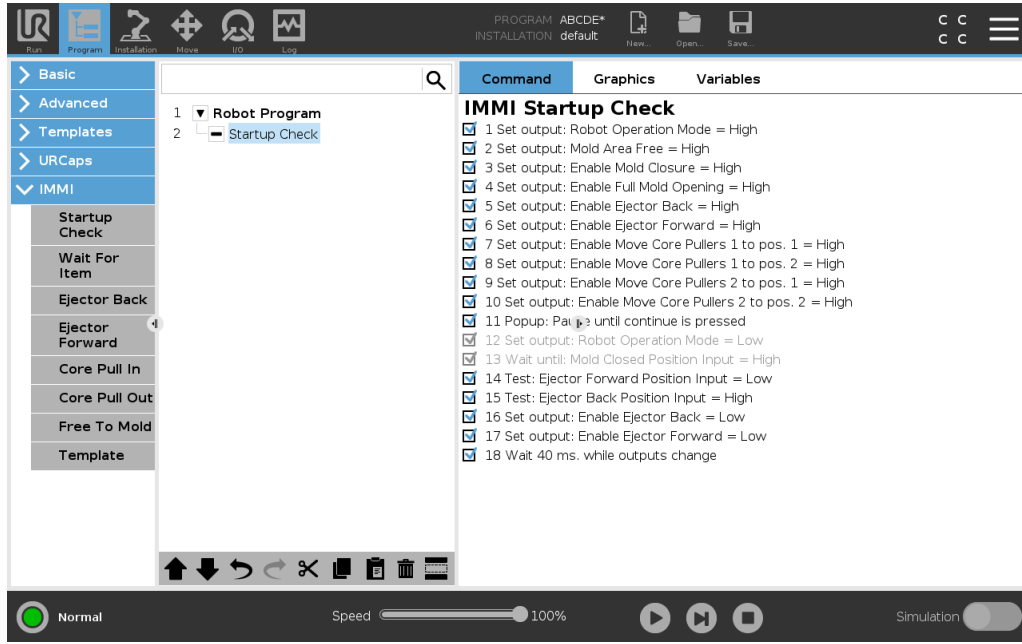 PROGRAM ABCDE*
INSTALLATION default
Run Program Installation Move I/O Log New... Open... Save...
C C
C C
Basic
Advanced
Templates
URCaps
IMMI
Startup
Check
Wait For
Item
Ejector Back
Ejector
Forward
Core Pull In
Core Pull Out
Free To Mold
Template
1 Robot Program
2 Startup Check
Command Graphics Variables
IMMI Startup Check
1 Set output: Robot Operation Mode = High
2 Set output: Mold Area Free = High
3 Set output: Enable Mold Closure = High
4 Set output: Enable Full Mold Opening = High
5 Set output: Enable Ejector Back = High
6 Set output: Enable Ejector Forward = High
7 Set output: Enable Move Core Pullers 1 to pos. 1 = High
8 Set output: Enable Move Core Pullers 1 to pos. 2 = High
9 Set output: Enable Move Core Pullers 2 to pos. 1 = High
10 Set output: Enable Move Core Pullers 2 to pos. 2 = High
11 Popup: until continue is pressed
12 Set output: Robot Operation Mode = Low
13 Wait until: Mold Closed Position Input = High
14 Test: Ejector Forward Position Input = Low
15 Test: Ejector Back Position Input = High
16 Set output: Enable Ejector Back = Low
17 Set output: Enable Ejector Forward = Low
18 Wait 40 ms. while outputs change
Normal
Speed 100%
Simulation